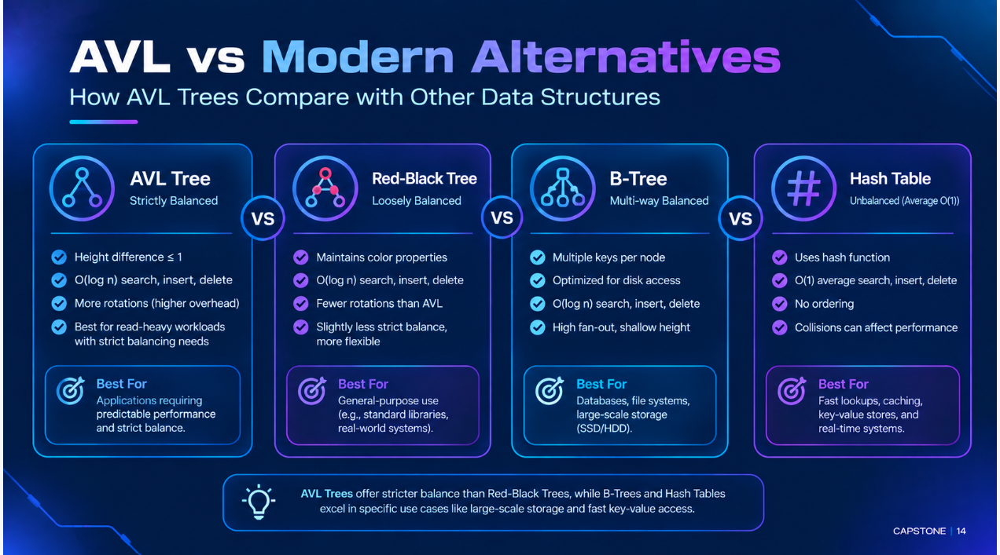 AVL vs Modern Alternatives
How AVL Trees Compare with Other Data Structures
AVL Tree
Strictly Balanced
Height difference ≤ 1
O(log n) search, insert, delete
More rotations (higher overhead)
Best for read-heavy workloads
with strict balancing needs
Best For
Applications requiring
predictable performance
and strict balance.
VS
Red-Black Tree
Loosely Balanced
Maintains color properties
O(log n) search, insert, delete
Fewer rotations than AVL
Slightly less strict balance,
more flexible
Best For
General-purpose use
(e.g., standard libraries,
real-world systems).
VS
B-Tree
Multi-way Balanced
Multiple keys per node
Optimized for disk access
O(log n) search, insert, delete
High fan-out, shallow height
Best For
Databases, file systems,
large-scale storage
(SSD/HDD).
VS
#
Hash Table
Unbalanced (Average O(1))
Uses hash function
O(1) average search, insert, delete
No ordering
Collisions can affect performance
Best For
Fast lookups, caching,
key-value stores, and
real-time systems.
AVL Trees offer stricter balance than Red-Black Trees, while B-Trees and Hash Tables
excel in specific use cases like large-scale storage and fast key-value access.
CAPSTONE | 14